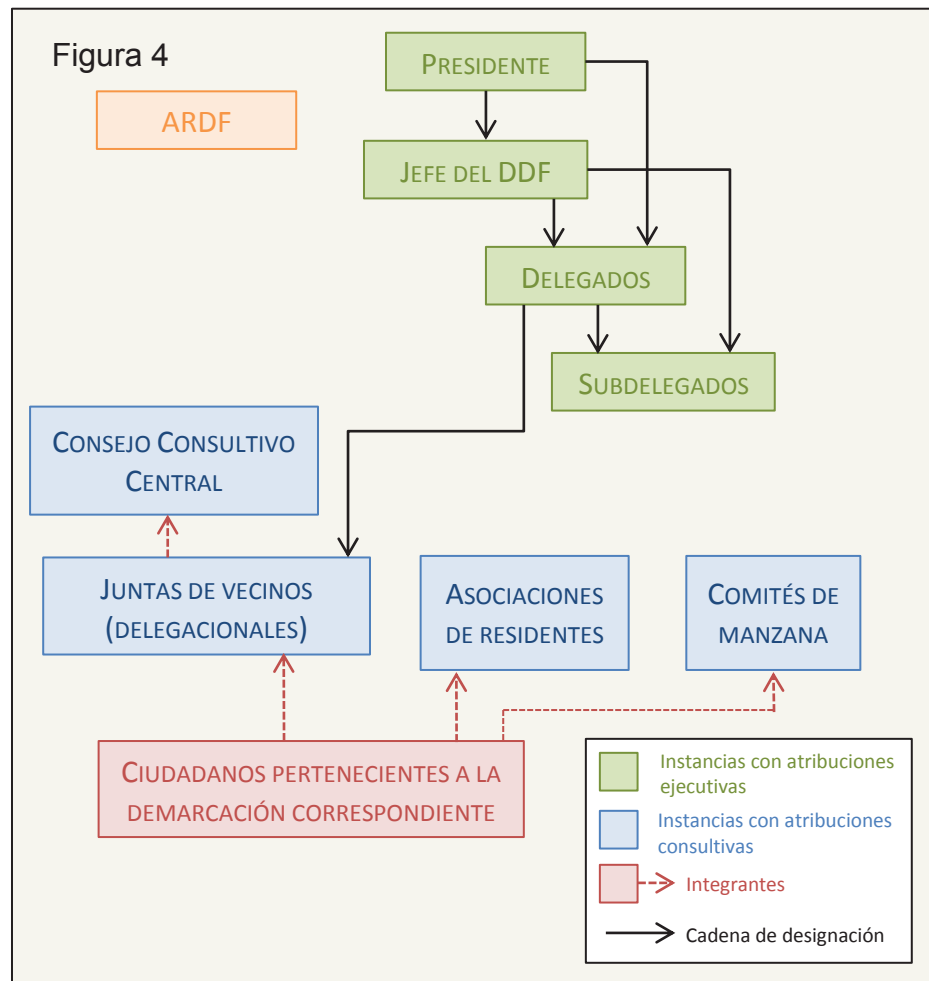 Figura 4
PRESIDENTE
ARDF
JEFE DEL DDF
DELEGADOS
SUBDELEGADOS
CONSEJO CONSULTIVO
CENTRAL
JUNTAS DE VECINOS
(DELEGACIONALES)
ASOCIACIONES
DE RESIDENTES
COMITÉS DE
MANZANA
CIUDADANOS PERTENECIENTES A LA
DEMARCACIÓN CORRESPONDIENTE
Instancias con atribuciones
ejecutivas
Instancias con atribuciones
consultivas
Integrantes
Cadena de designación